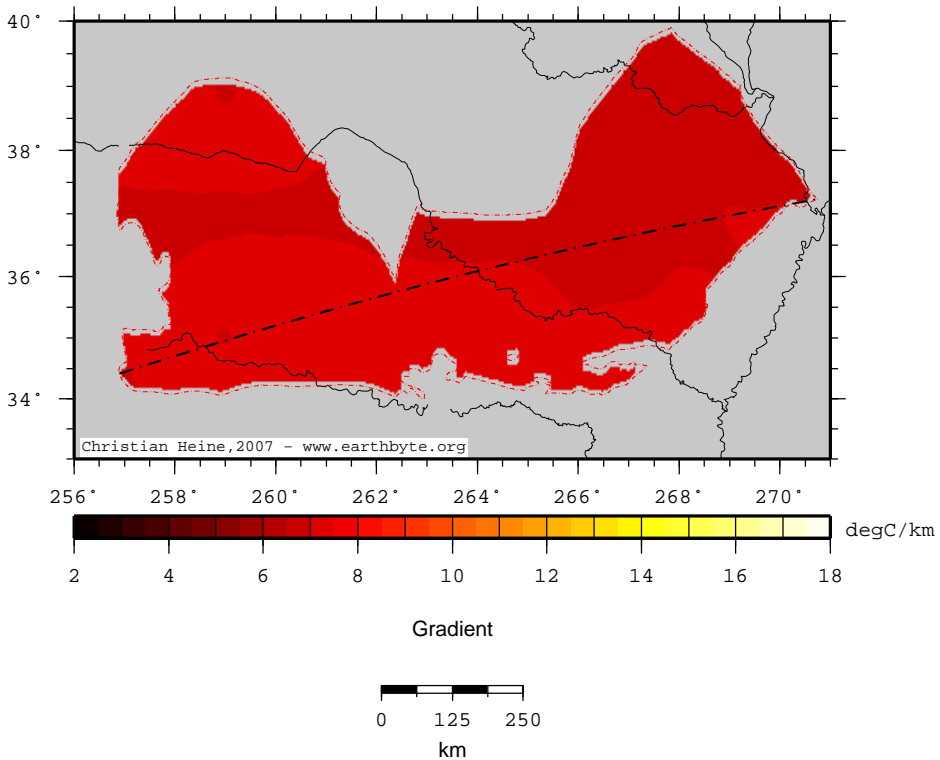 40°
38°
36°
34°
Christian Heine,2007 - www.earthbyte.org
256° 258° 260° 262° 264° 266° 268° 270°
degC/km
2 4 6 8 10 12 14 16 18
Gradient
0 125 250
km